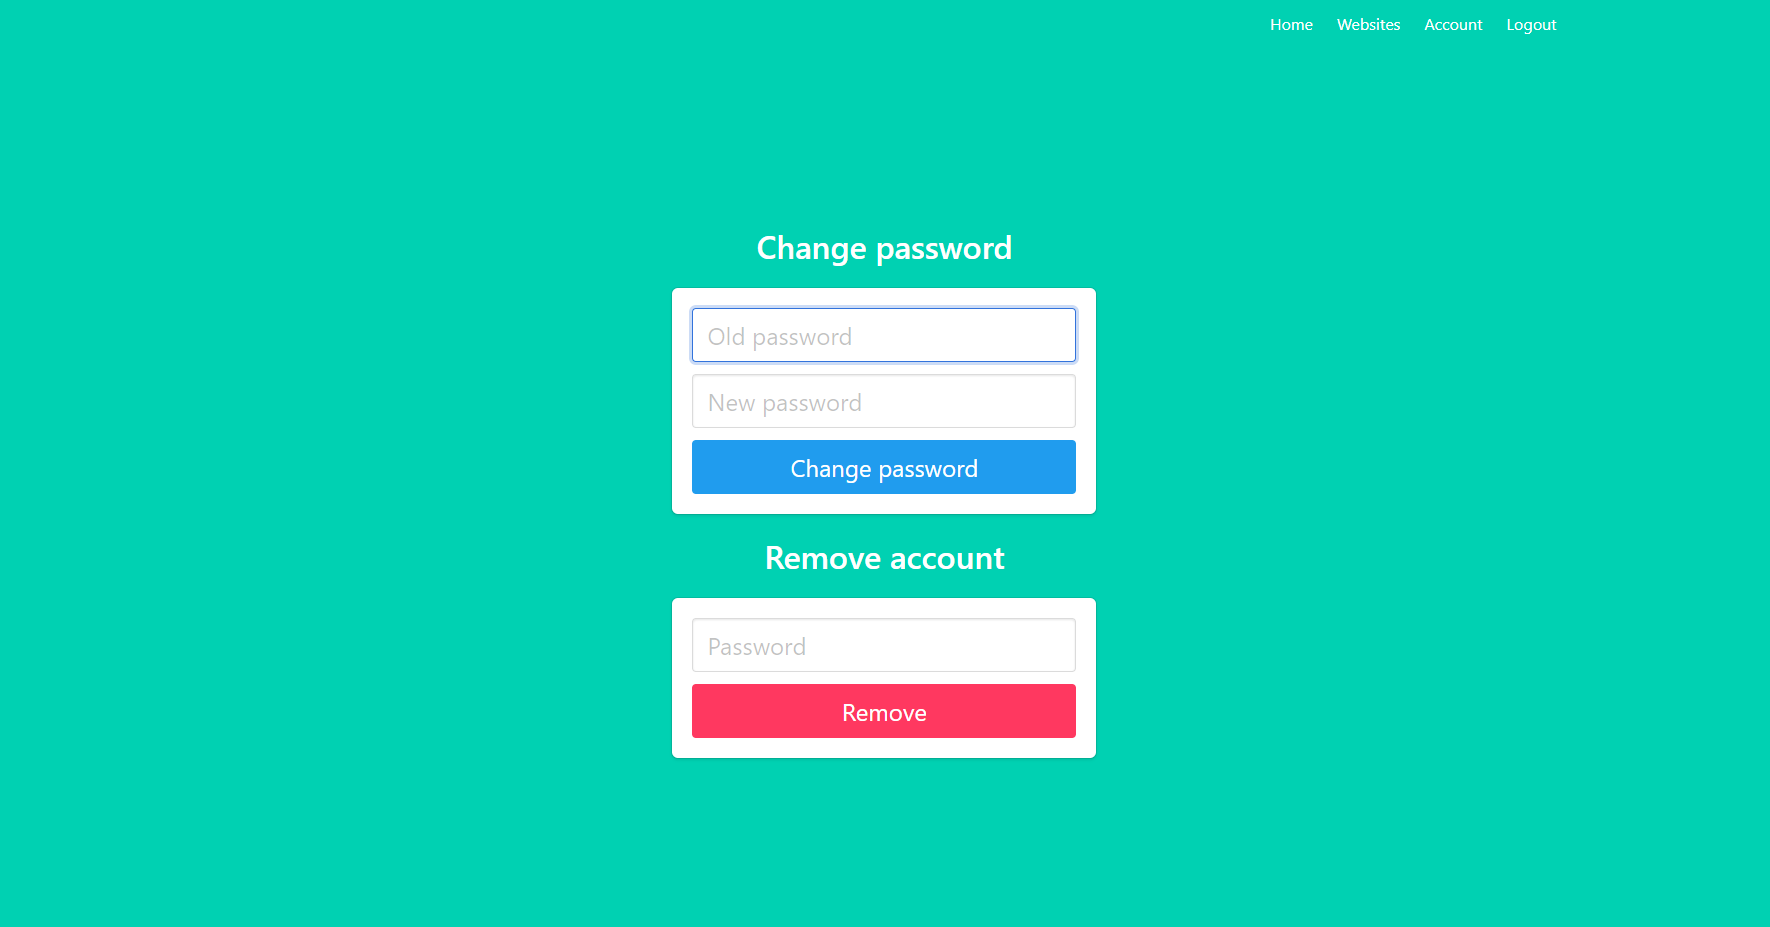 Home Websites Account Logout
Change password
Old password
New password
Change password
Remove account
Password
Remove